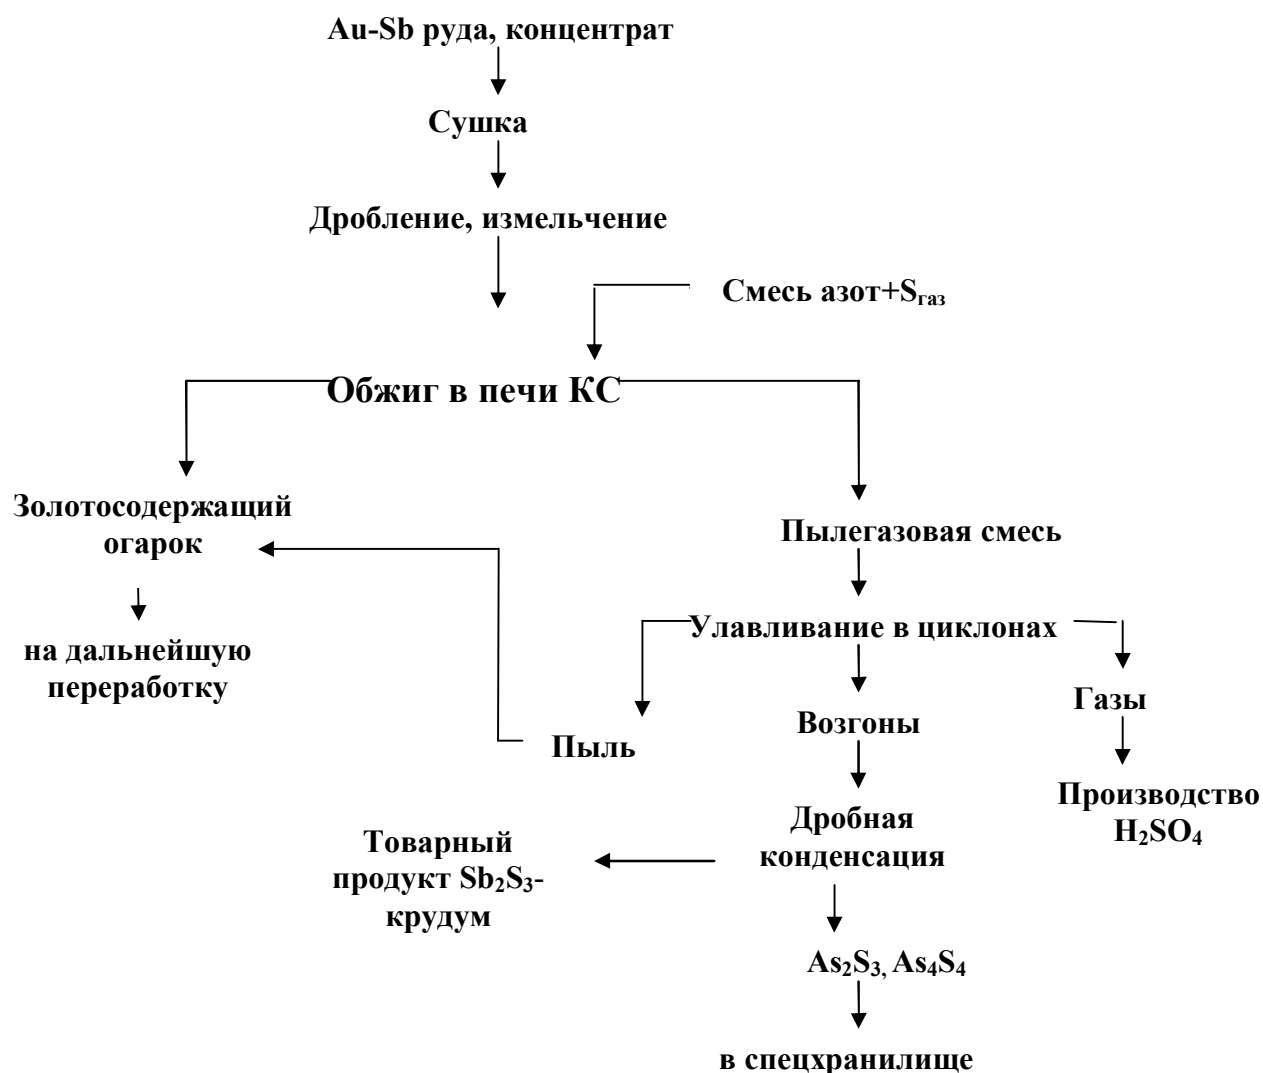 Au-Sb руда, концентрат
Сушка
Дробление, измельчение
Смесь азот+Sгаз
Обжиг в печи КС
Золотосодержащий
огарок
на дальнейшую
переработку
Пылегазовая смесь
Улавливание в циклонах
Пыль
Возгоны
Газы
Производство
H₂SO₄
Дробная
конденсация
Товарный
продукт Sb₂S₃-
крудум
As₂S₃, As₄S₄
в спецхранилище